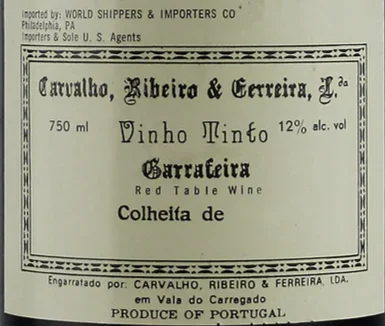 Imported by: WORLD SHIPPERS & IMPORTERS CO
Philadelphia, PA
Importers & Sole U. S. Agents
Carvalho, Ribeiro & Ferreira, L.da
750 ml Vinho Tinto 12% alc. vol
Garrafeira
Red Table Wine
Colheita de
Engarratado por: CARVALHO, RIBEIRO & FERREIRA, LDA.
em Vala do Carregado
PRODUCE OF PORTUGAL